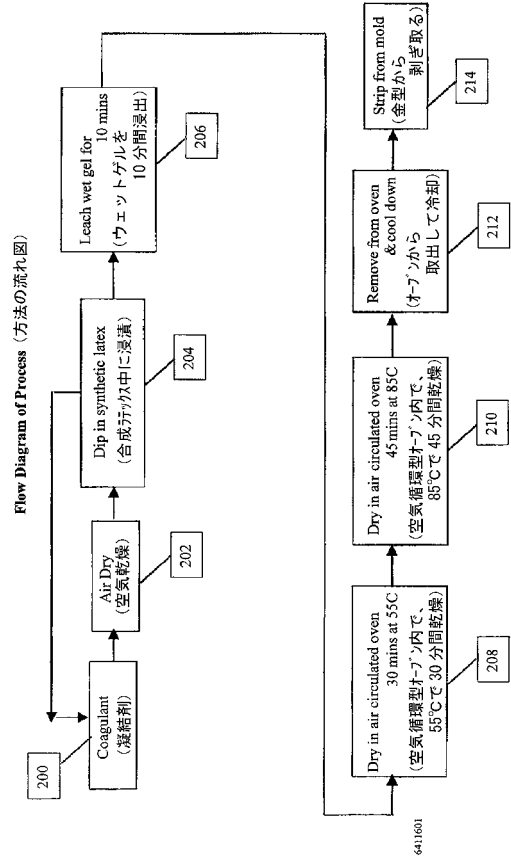 Flow Diagram of Process (方法の流れ図)
Coagulant
(凝結剤)
200
Air Dry
(空気乾燥)
202
Dip in synthetic latex
(合成ﾗﾃｯｸｽ中に浸漬)
204
Leach wet gel for
10 mins
(ウェットゲルを
10 分間浸出)
206
Dry in air circulated oven
30 mins at 55C
(空気循環型ｵｰﾌﾞﾝ内で、
55℃で 30 分間乾燥)
208
Dry in air circulated oven
45 mins at 85C
(空気循環型ｵｰﾌﾞﾝ内で、
85℃で 45 分間乾燥)
210
Remove from oven
&cool down
(ｵｰﾌﾞﾝから
取出して冷却)
212
Strip from mold
(金型から
剥ぎ取る)
214
6411601